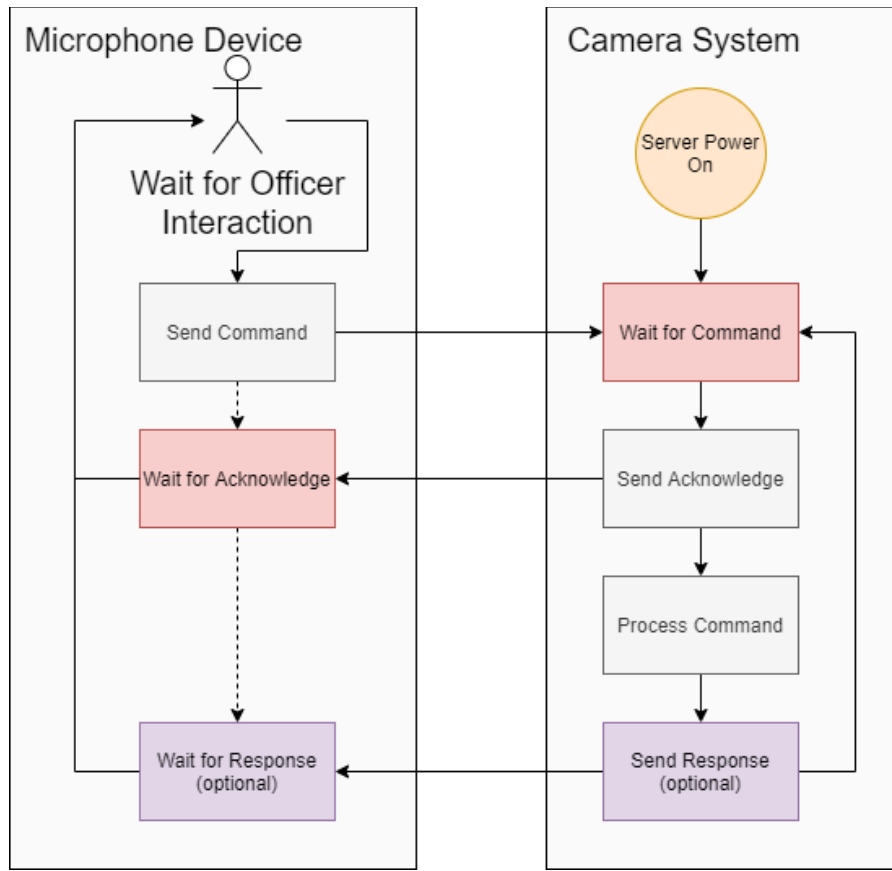 Microphone Device
Wait for Officer
Interaction
Send Command
Wait for Acknowledge
Wait for Response
(optional)
Camera System
Server Power
On
Wait for Command
Send Acknowledge
Process Command
Send Response
(optional)